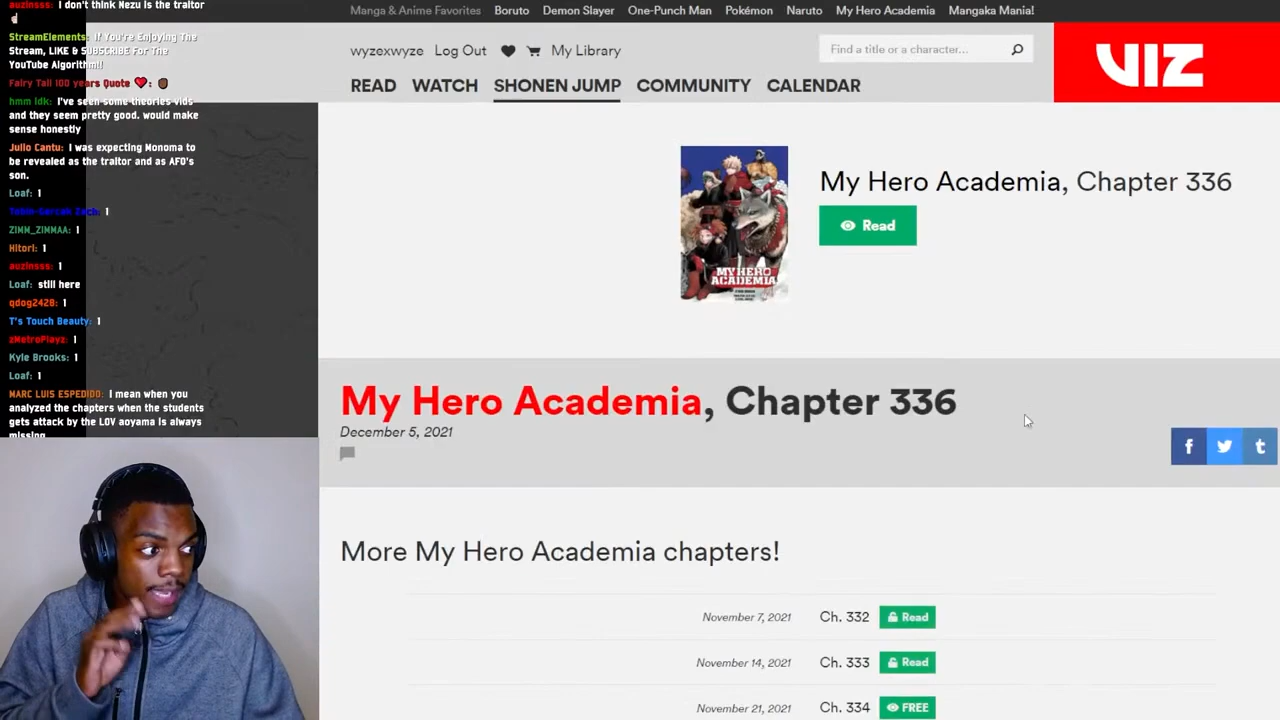 auzinsss: I don't think Nezu is the traitor
StreamElements: If You're Enjoying The
Stream, LIKE & SUBSCRIBE For The
YouTube Algorithm!!
Fairy Tail 100 years Quote
hmm idk: I've seen some theories vids
and they seem pretty good. would make
sense honestly
Julio Cantu: I was expecting Monoma to
be revealed as the traitor and as AFO's
son.
Loaf: 1
Zach: 1
ZIMM_ZIMMAA: 1
Hitori: 1
auzinsss: 1
Loaf: still here
qdog2428: 1
T's Touch Beauty: 1
zMetroPlayz: 1
Kyle Brooks: 1
Loaf: 1
MARC LUIS ESPEDIDO: I mean when you
analyzed the chapters when the students
gets attack by the LOV aoyama is always
missing
Manga & Anime Favorites Boruto Demon Slayer One-Punch Man Pokémon Naruto My Hero Academia Mangaka Mania!
wyzexwyze Log Out My Library
Find a title or a character...
VIZ
READ WATCH SHONEN JUMP COMMUNITY CALENDAR
MY HERO
ACADEMIA
My Hero Academia, Chapter 336
Read
My Hero Academia, Chapter 336
December 5, 2021
f t
More My Hero Academia chapters!
November 7, 2021 Ch. 332 Read
November 14, 2021 Ch. 333 Read
November 21, 2021 Ch. 334 FREE